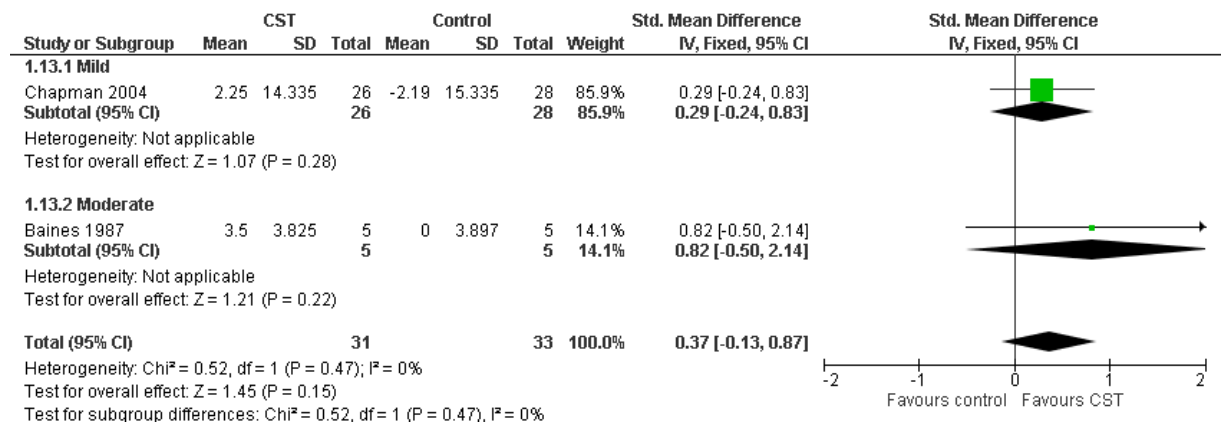 CST Control Std. Mean Difference Std. Mean Difference
Study or Subgroup Mean SD Total Mean SD Total Weight IV, Fixed, 95% CI IV, Fixed, 95% CI
1.13.1 Mild
Chapman 2004 2.25 14.335 26 -2.19 15.335 28 85.9% 0.29 [-0.24, 0.83]
Subtotal (95% CI) 26 28 85.9% 0.29 [-0.24, 0.83]
Heterogeneity: Not applicable
Test for overall effect: Z = 1.07 (P = 0.28)
1.13.2 Moderate
Baines 1987 3.5 3.825 5 0 3.897 5 14.1% 0.82 [-0.50, 2.14]
Subtotal (95% CI) 5 5 14.1% 0.82 [-0.50, 2.14]
Heterogeneity: Not applicable
Test for overall effect: Z = 1.21 (P = 0.22)
Total (95% CI) 31 33 100.0% 0.37 [-0.13, 0.87]
Heterogeneity: Chi² = 0.52, df = 1 (P = 0.47); I² = 0%
Test for overall effect: Z = 1.45 (P = 0.15)
Test for subgroup differences: Chi² = 0.52, df = 1 (P = 0.47), I² = 0%
-2 -1 0 1 2
Favours control Favours CST